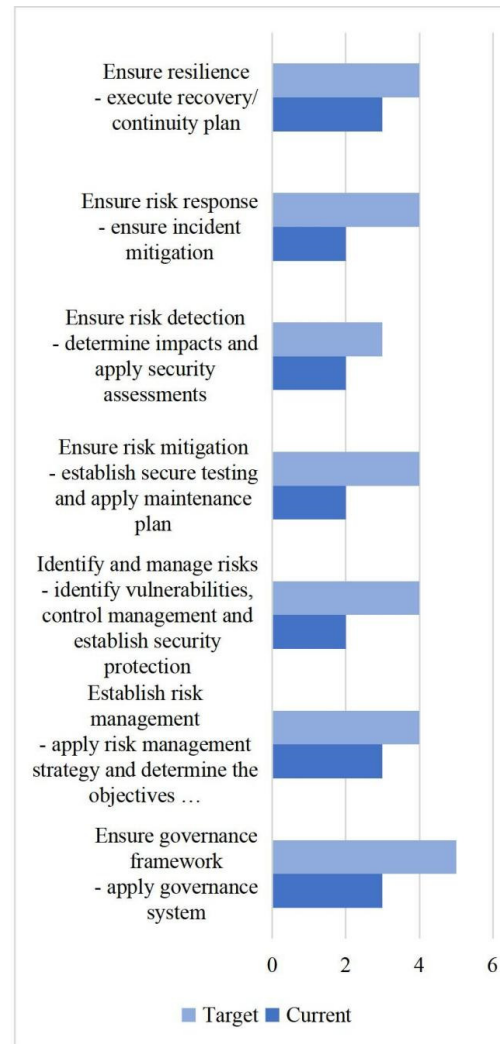 Ensure resilience
- execute recovery/
continuity plan
Ensure risk response
- ensure incident
mitigation
Ensure risk detection
- determine impacts and
apply security
assessments
Ensure risk mitigation
- establish secure testing
and apply maintenance
plan
Identify and manage risks
- identify vulnerabilities,
control management and
establish security
protection
Establish risk
management
- apply risk management
strategy and determine the
objectives …
Ensure governance
framework
- apply governance
system
0 2 4 6
Target Current